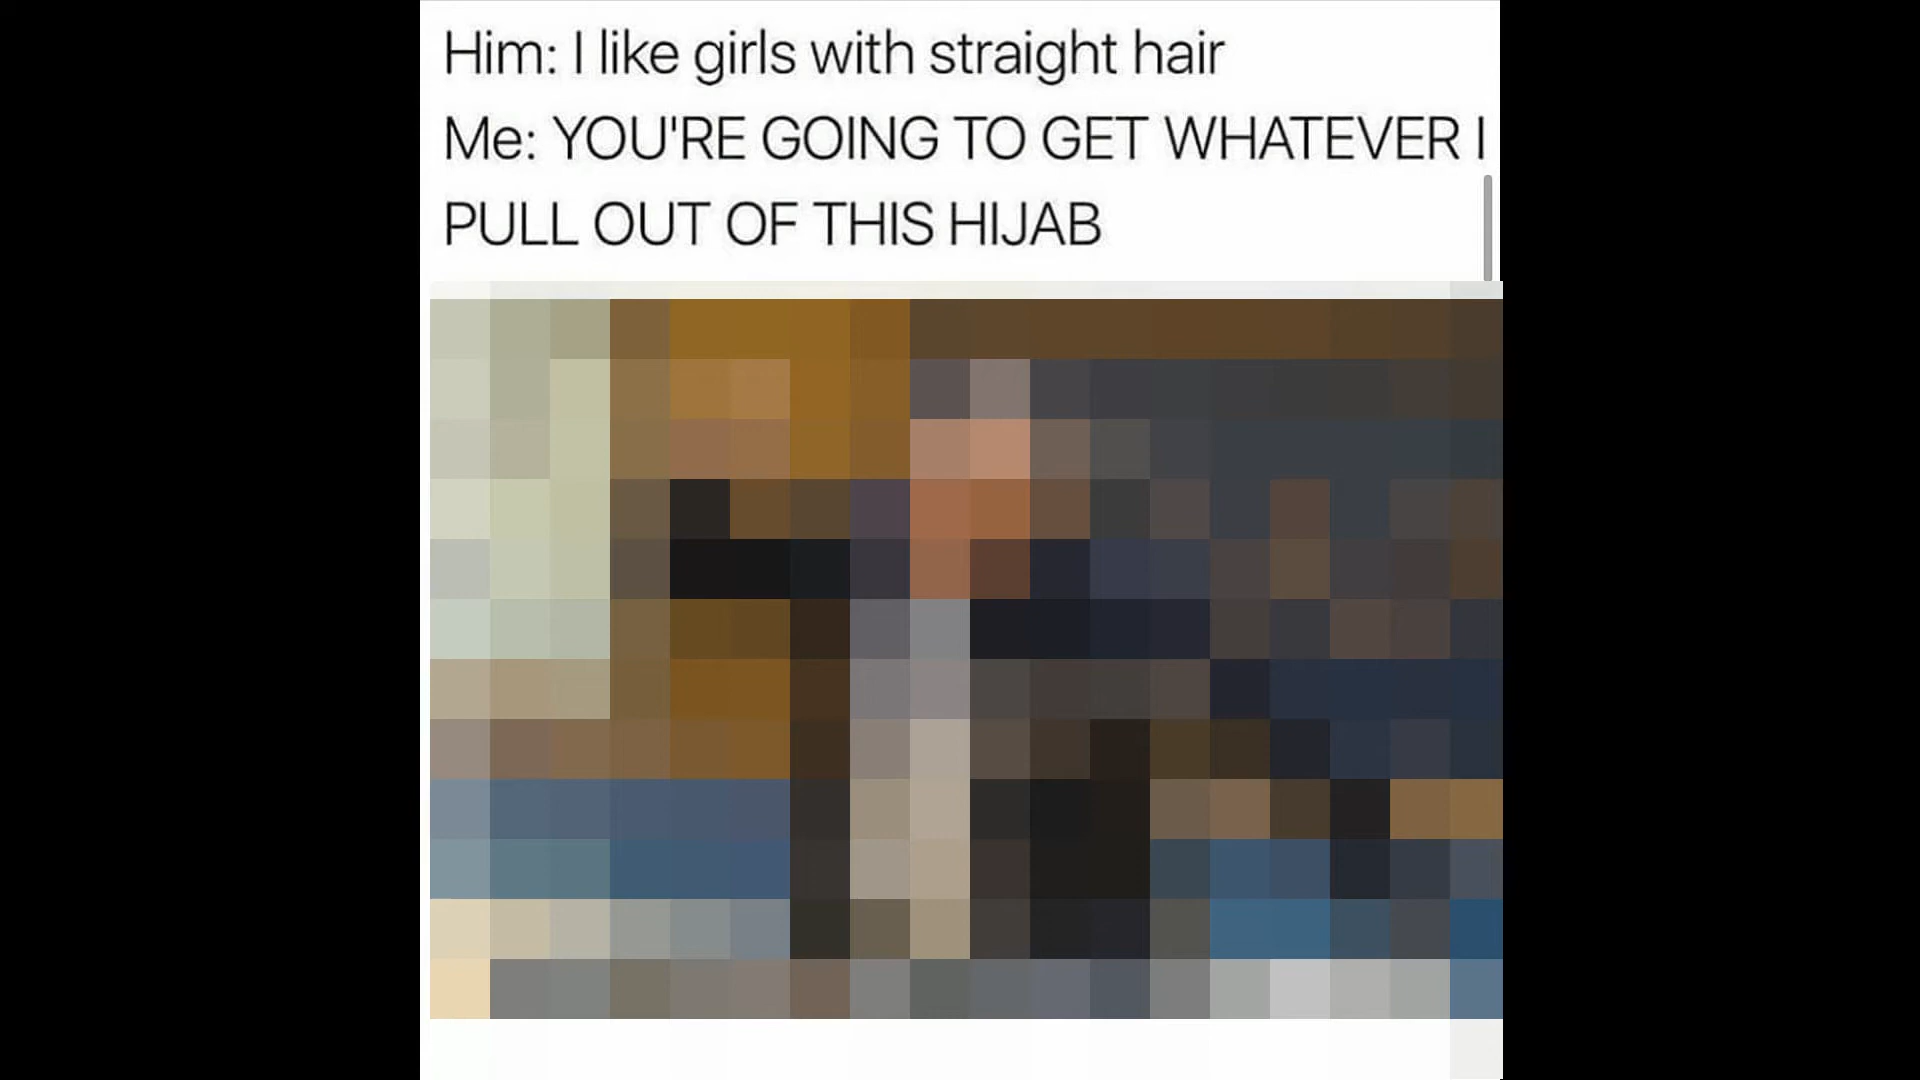 Him: I like girls with straight hair
Me: YOU'RE GOING TO GET WHATEVER I
PULL OUT OF THIS HIJAB